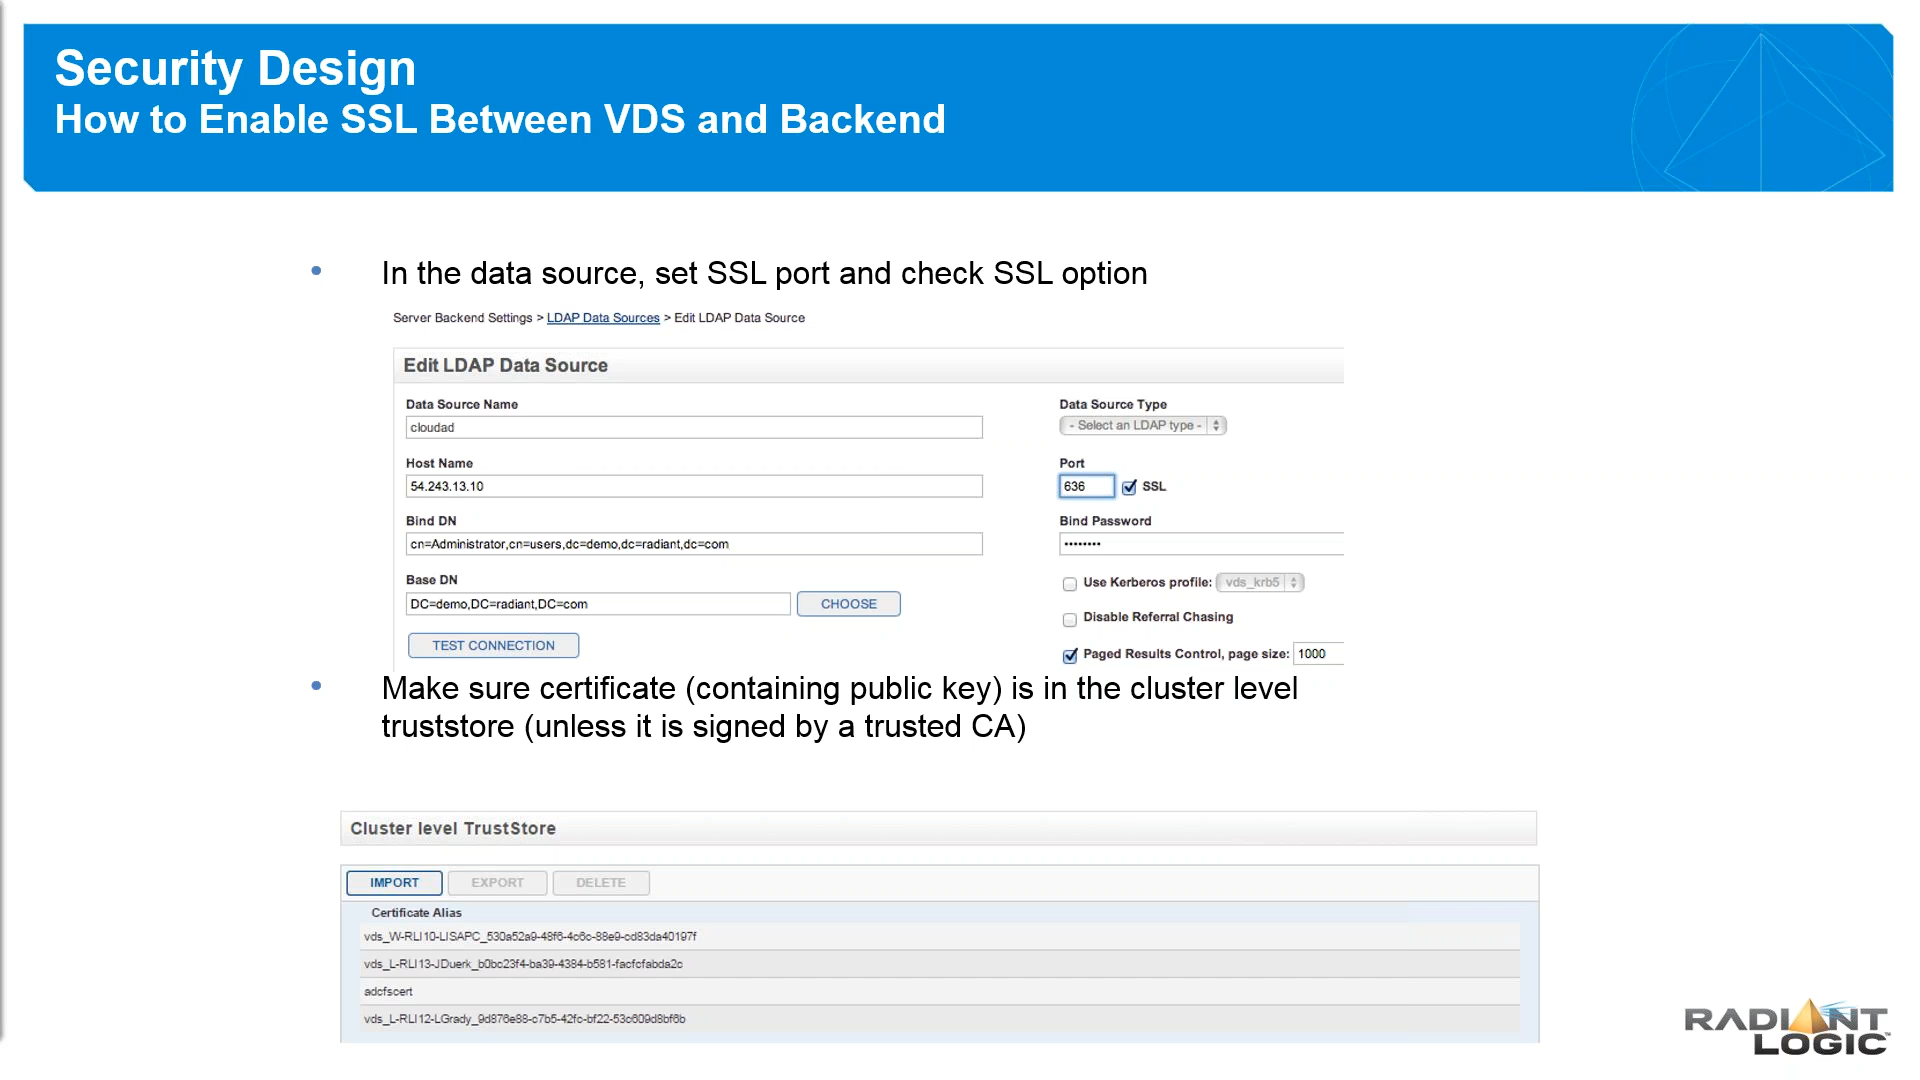 Security Design
How to Enable SSL Between VDS and Backend
• In the data source, set SSL port and check SSL option
Server Backend Settings > LDAP Data Sources > Edit LDAP Data Source
Edit LDAP Data Source
Data Source Name
Data Source Type
cloudad
- Select an LDAP type -
Host Name
Port
54.243.13.10
636
SSL
Bind DN
Bind Password
cn=Administrator,cn=users,dc=demo,dc=radiant,dc=com
••••••••
Base DN
Use Kerberos profile: vds_krb5
DC=demo,DC=radiant,DC=com
CHOOSE
Disable Referral Chasing
TEST CONNECTION
Paged Results Control, page size: 1000
• Make sure certificate (containing public key) is in the cluster level
truststore (unless it is signed by a trusted CA)
Cluster level TrustStore
IMPORT EXPORT DELETE
Certificate Alias
vds_W-RLI10-LISAPC_530a52a9-48f6-4c6c-88e9-cd83da40197f
vds_L-RLI13-JDuerk_b0bc23f4-ba39-4384-b581-facfcfabda2c
adcfscert
vds_L-RLI12-LGrady_9d876e88-c7b5-42fc-bf22-53c609d8bf6b
RADIANT
LOGIC™